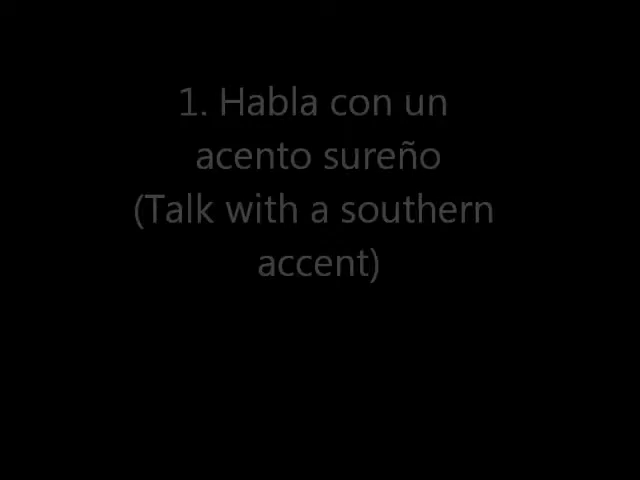 1. Habla con un
acento sureño
(Talk with a southern
accent)